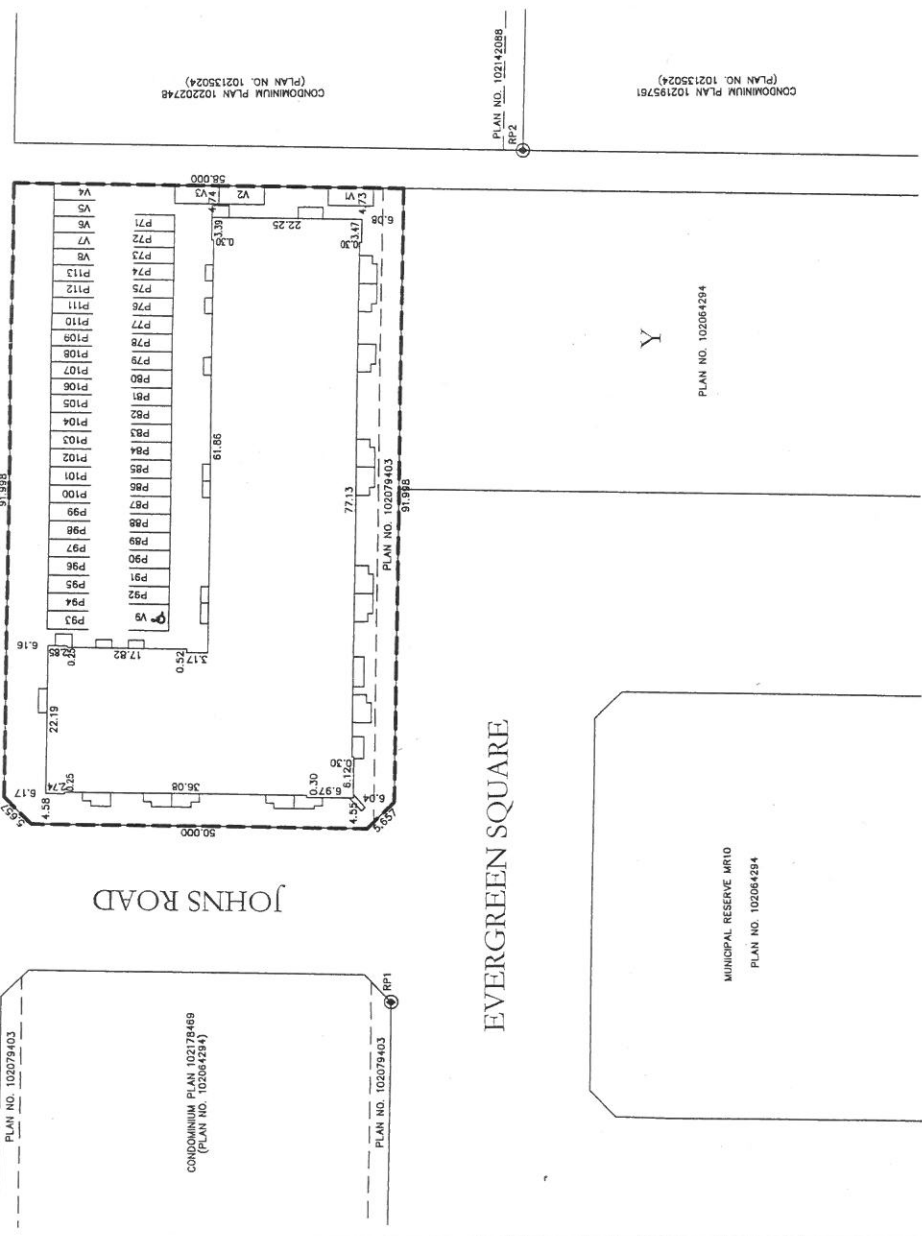 CONDOMINIUM PLAN 102202748
(PLAN NO. 102135024)
PLAN NO. 102142088
RP2
CONDOMINIUM PLAN 102195761
(PLAN NO. 102135024)
58.000
V4
V5
V6
V7
V8
P113
P112
P111
P110
P109
P108
P107
P106
P105
P104
P103
P102
P101
P100
P99
P98
P97
P96
P95
P94
P93
P71
P72
P73
P74
P75
P76
P77
P78
P79
P80
P81
P82
P83
P84
P85
P86
P87
P88
P89
P90
P91
P92
V9
V3
V2
V1
4.74
3.39
0.30
22.25
4.73
3.47
0.30
6.08
91.998
61.86
77.13
PLAN NO. 102079403
91.998
Y
PLAN NO. 102064294
6.16
2.85
0.25
17.82
0.52
3.17
22.19
6.17
5.657
4.58
2.74
0.25
36.08
0.30
6.97
6.12
0.30
4.55
6.04
5.657
50.000
JOHNS ROAD
EVERGREEN SQUARE
PLAN NO. 102079403
CONDOMINIUM PLAN 102178469
(PLAN NO. 102064294)
PLAN NO. 102079403
RP1
MUNICIPAL RESERVE MR10
PLAN NO. 102064294